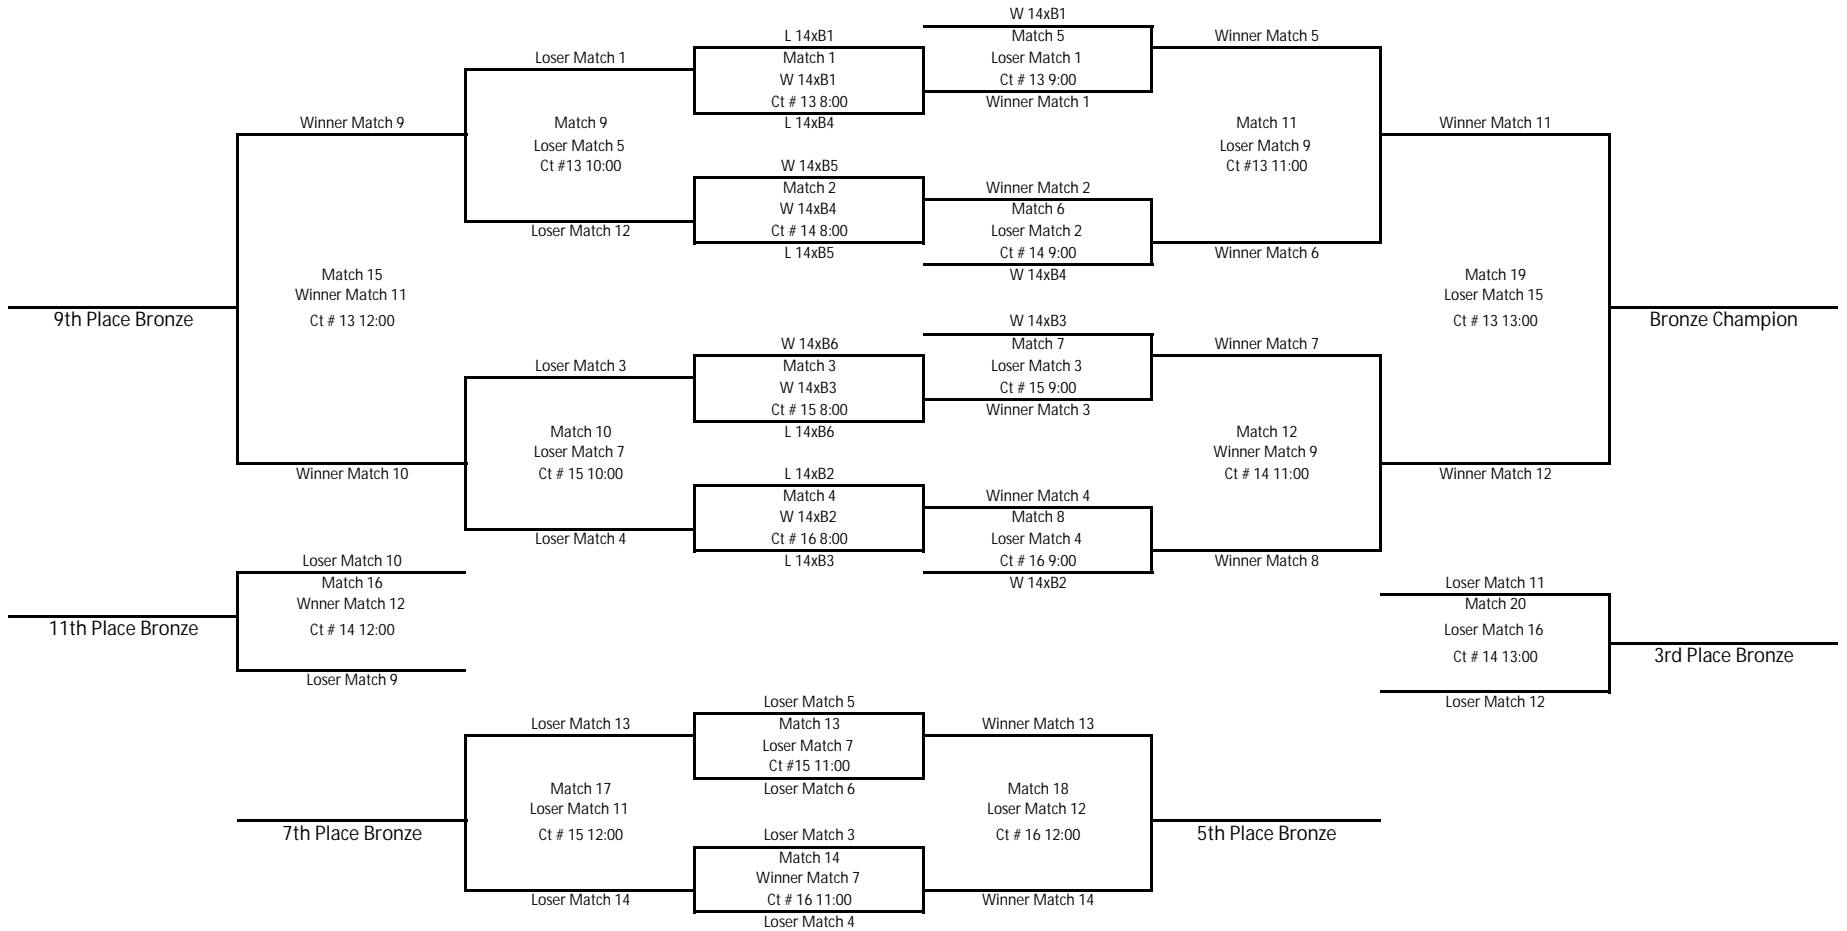 W 14xB1
L 14xB1
Match 5
Winner Match 5
Loser Match 1
Match 1
Loser Match 1
W 14xB1
Ct # 13 9:00
Ct # 13 8:00
Winner Match 1
Winner Match 9
Match 9
L 14xB4
Match 11
Winner Match 11
Loser Match 5
Loser Match 9
Ct #13 10:00
W 14xB5
Ct #13 11:00
Match 2
Winner Match 2
W 14xB4
Match 6
Loser Match 12
Ct # 14 8:00
Loser Match 2
L 14xB5
Ct # 14 9:00
Winner Match 6
Match 15
W 14xB4
Match 19
Winner Match 11
Loser Match 15
9th Place Bronze
Ct # 13 12:00
W 14xB3
Ct # 13 13:00
Bronze Champion
W 14xB6
Match 7
Winner Match 7
Loser Match 3
Match 3
Loser Match 3
W 14xB3
Ct # 15 9:00
Ct # 15 8:00
Winner Match 3
Match 10
L 14xB6
Match 12
Loser Match 7
Winner Match 9
Winner Match 10
Ct # 15 10:00
L 14xB2
Ct # 14 11:00
Winner Match 12
Match 4
Winner Match 4
W 14xB2
Match 8
Loser Match 4
Ct # 16 8:00
Loser Match 4
Loser Match 10
L 14xB3
Ct # 16 9:00
Winner Match 8
Match 16
W 14xB2
Loser Match 11
Wnner Match 12
Match 20
11th Place Bronze
Ct # 14 12:00
Loser Match 16
Ct # 14 13:00
3rd Place Bronze
Loser Match 9
Loser Match 5
Loser Match 12
Loser Match 13
Match 13
Winner Match 13
Loser Match 7
Ct #15 11:00
Match 17
Loser Match 6
Match 18
Loser Match 11
Loser Match 12
7th Place Bronze
Ct # 15 12:00
Loser Match 3
Ct # 16 12:00
5th Place Bronze
Match 14
Winner Match 7
Loser Match 14
Ct # 16 11:00
Winner Match 14
Loser Match 4